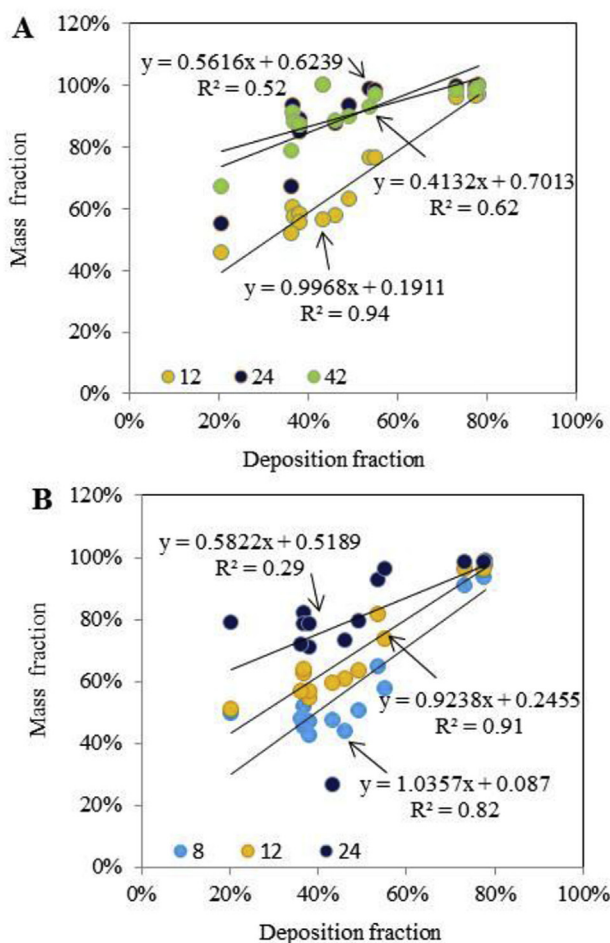 A
120%
100%
80%
60%
40%
20%
0%
Mass fraction
y = 0.5616x + 0.6239
R² = 0.52
y = 0.4132x + 0.7013
R² = 0.62
y = 0.9968x + 0.1911
R² = 0.94
12 24 42
0% 20% 40% 60% 80% 100%
Deposition fraction
B
120%
100%
80%
60%
40%
20%
0%
Mass fraction
y = 0.5822x + 0.5189
R² = 0.29
y = 0.9238x + 0.2455
R² = 0.91
y = 1.0357x + 0.087
R² = 0.82
8 12 24
0% 20% 40% 60% 80% 100%
Deposition fraction